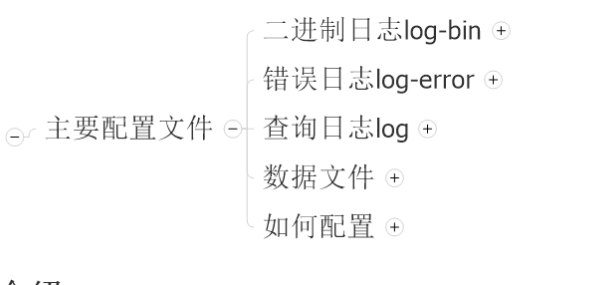 二进制日志log-bin
错误日志log-error
主要配置文件
查询日志log
数据文件
如何配置